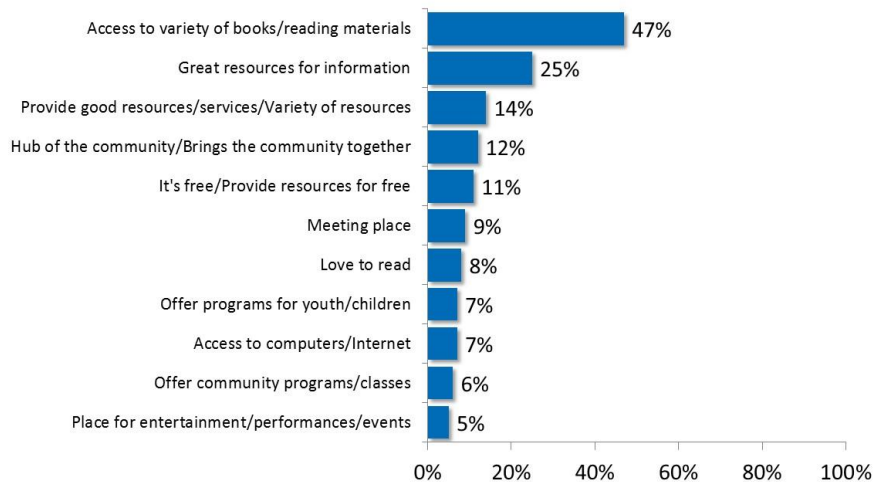 Access to variety of books/reading materials 47%
Great resources for information 25%
Provide good resources/services/Variety of resources 14%
Hub of the community/Brings the community together 12%
It's free/Provide resources for free 11%
Meeting place 9%
Love to read 8%
Offer programs for youth/children 7%
Access to computers/Internet 7%
Offer community programs/classes 6%
Place for entertainment/performances/events 5%
0% 20% 40% 60% 80% 100%